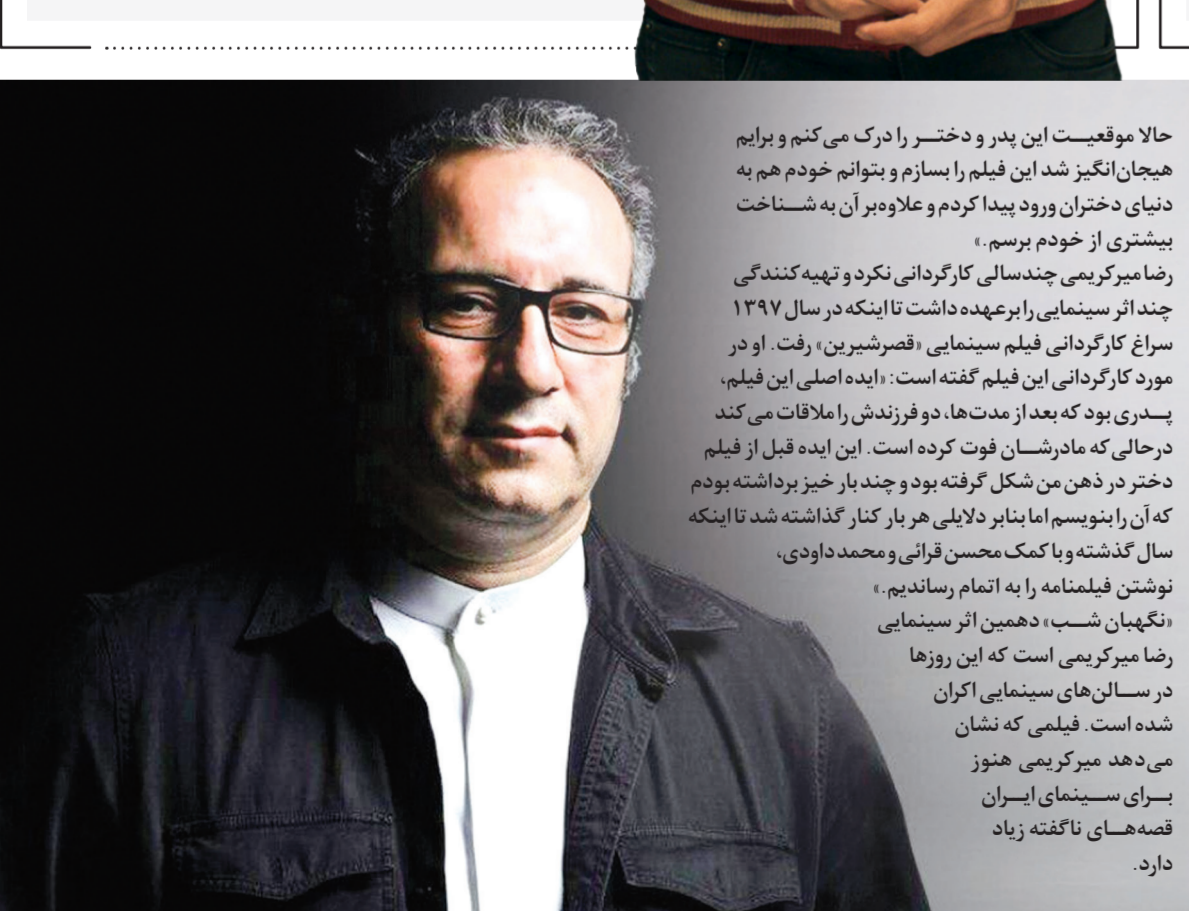 حالا موقعیت این پدر و دختر را درک می‌کنم و برایم
هیجان‌انگیز شد این فیلم را بسازم و بتوانم خودم هم به
دنیای دختران ورود پیدا کردم و علاوه‌بر آن به شناخت
بیشتری از خودم برسم.»
رضا میرکریمی چندسالی کارگردانی نکرد و تهیه‌کنندگی
چند اثر سینمایی را برعهده داشت تا اینکه در سال ۱۳۹۷
سراغ کارگردانی فیلم سینمایی «قصرشیرین» رفت. او در
مورد کارگردانی این فیلم گفته است: «ایده اصلی این فیلم،
پدری بود که بعد از مدت‌ها، دو فرزندش را ملاقات می‌کند
درحالی‌که مادرشان فوت کرده است. این ایده قبل از فیلم
دختر در ذهن من شکل گرفته بود و چند بار خیز برداشته بودم
که آن را بنویسم اما بنابر دلایلی هر بار کنار گذاشته شد تا اینکه
سال گذشته و با کمک محسن قرائی و محمد داودی،
نوشتن فیلمنامه را به اتمام رساندیم.»
«نگهبان شب» دهمین اثر سینمایی
رضا میرکریمی است که این روزها
در سالن‌های سینمایی اکران
شده است. فیلمی که نشان
می‌دهد میرکریمی هنوز
برای سینمای ایران
قصه‌های ناگفته زیاد
دارد.